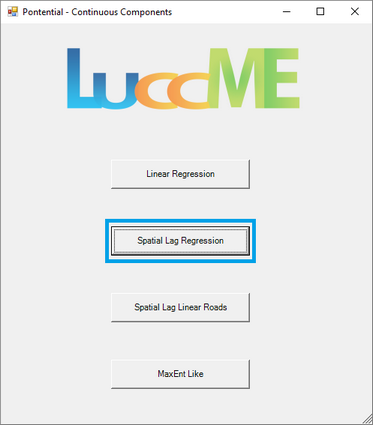 Pontential - Continuous Components
LuccME
Linear Regression
Spatial Lag Regression
Spatial Lag Linear Roads
MaxEnt Like